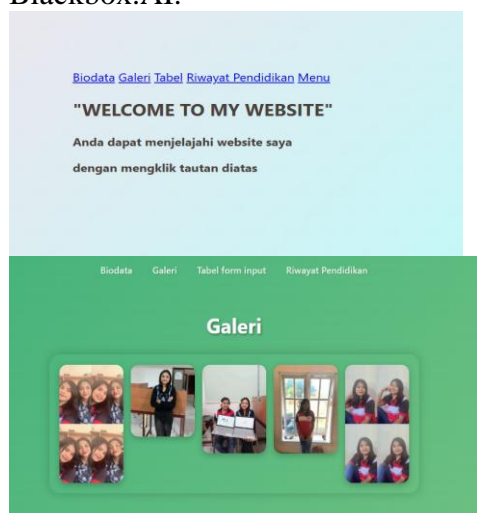 Blackbox.AI.
Biodata Galeri Tabel Riwayat Pendidikan Menu
"WELCOME TO MY WEBSITE"
Anda dapat menjelajahi website saya
dengan mengklik tautan diatas
Biodata Galeri Tabel form input Riwayat Pendidikan
Galeri